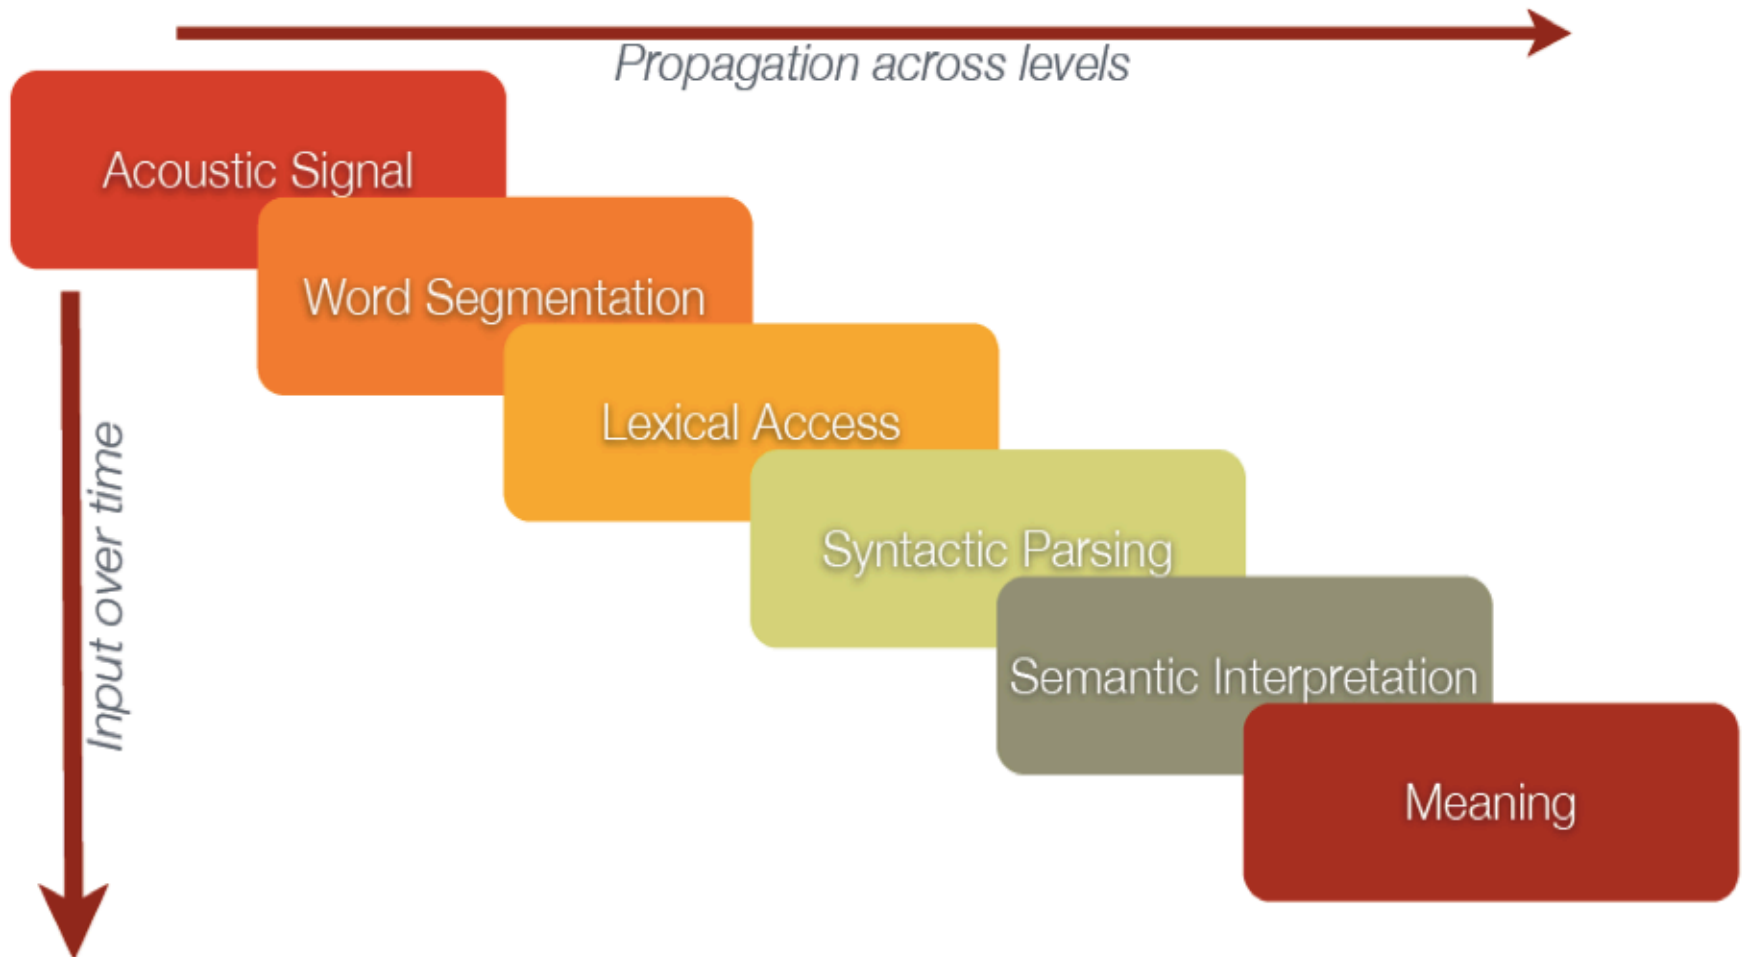 Propagation across levels
Acoustic Signal
Word Segmentation
Lexical Access
Syntactic Parsing
Semantic Interpretation
Meaning
Input over time